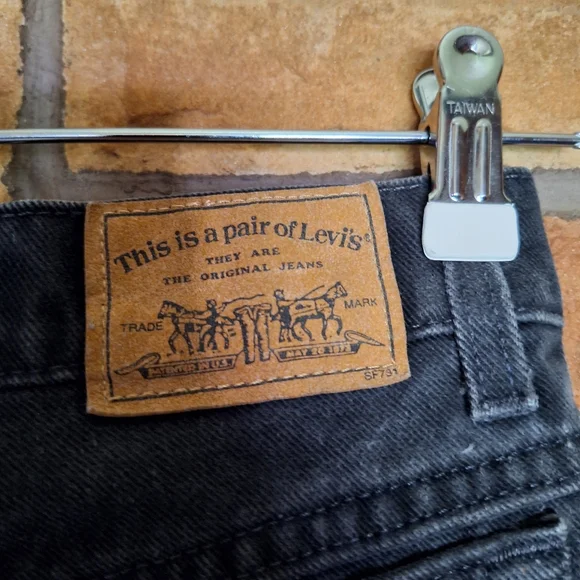 TAIWAN
This is a pair of Levi's®
THEY ARE
THE ORIGINAL JEANS
TRADE MARK
PATENTED IN U.S. MAY 20 1873
SF791